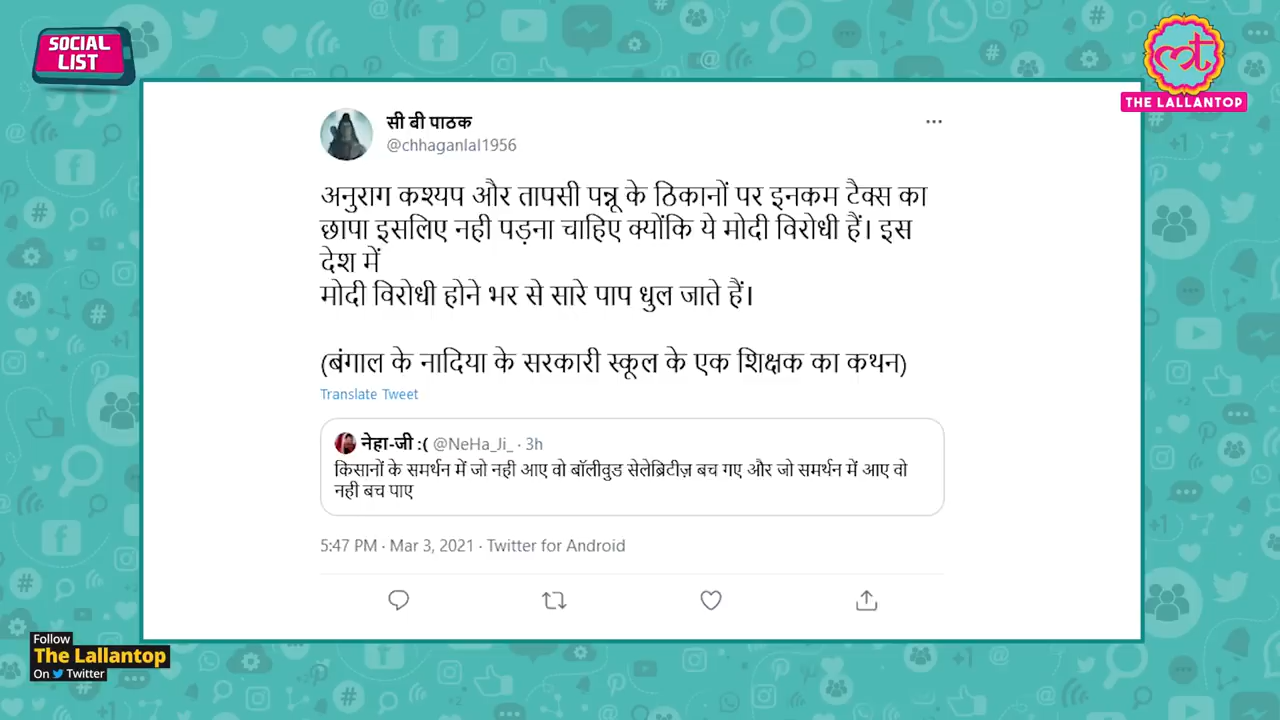 SOCIAL
LIST
mt
THE LALLANTOP
सी बी पाठक
@chhaganlal1956
अनुराग कश्यप और तापसी पन्नू के ठिकानों पर इनकम टैक्स का
छापा इसलिए नही पड़ना चाहिए क्योंकि ये मोदी विरोधी हैं। इस
देश में
मोदी विरोधी होने भर से सारे पाप धुल जाते हैं।
(बंगाल के नादिया के सरकारी स्कूल के एक शिक्षक का कथन)
Translate Tweet
नेहा-जी :( @NeHa_Ji_ · 3h
किसानों के समर्थन में जो नही आए वो बॉलीवुड सेलेब्रिटीज़ बच गए और जो समर्थन में आए वो
नही बच पाए
5:47 PM · Mar 3, 2021 · Twitter for Android
Follow
The Lallantop
On Twitter